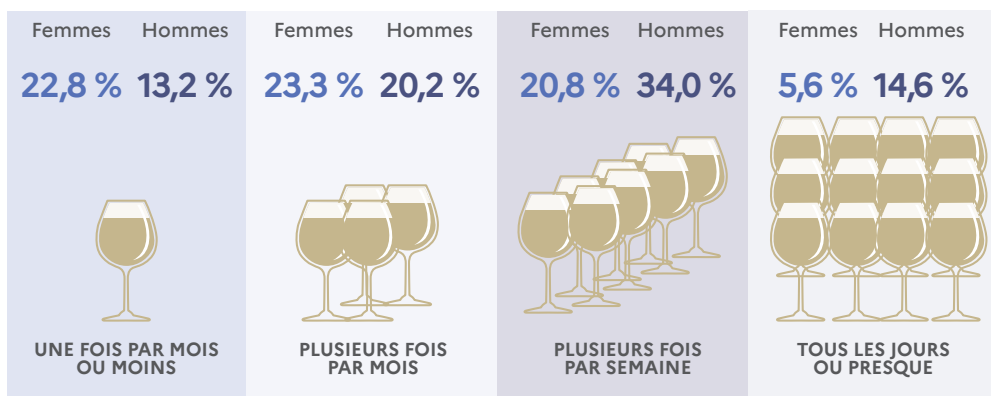 Femmes Hommes
22,8 % 13,2 %
UNE FOIS PAR MOIS
OU MOINS
Femmes Hommes
23,3 % 20,2 %
PLUSIEURS FOIS
PAR MOIS
Femmes Hommes
20,8 % 34,0 %
PLUSIEURS FOIS
PAR SEMAINE
Femmes Hommes
5,6 % 14,6 %
TOUS LES JOURS
OU PRESQUE